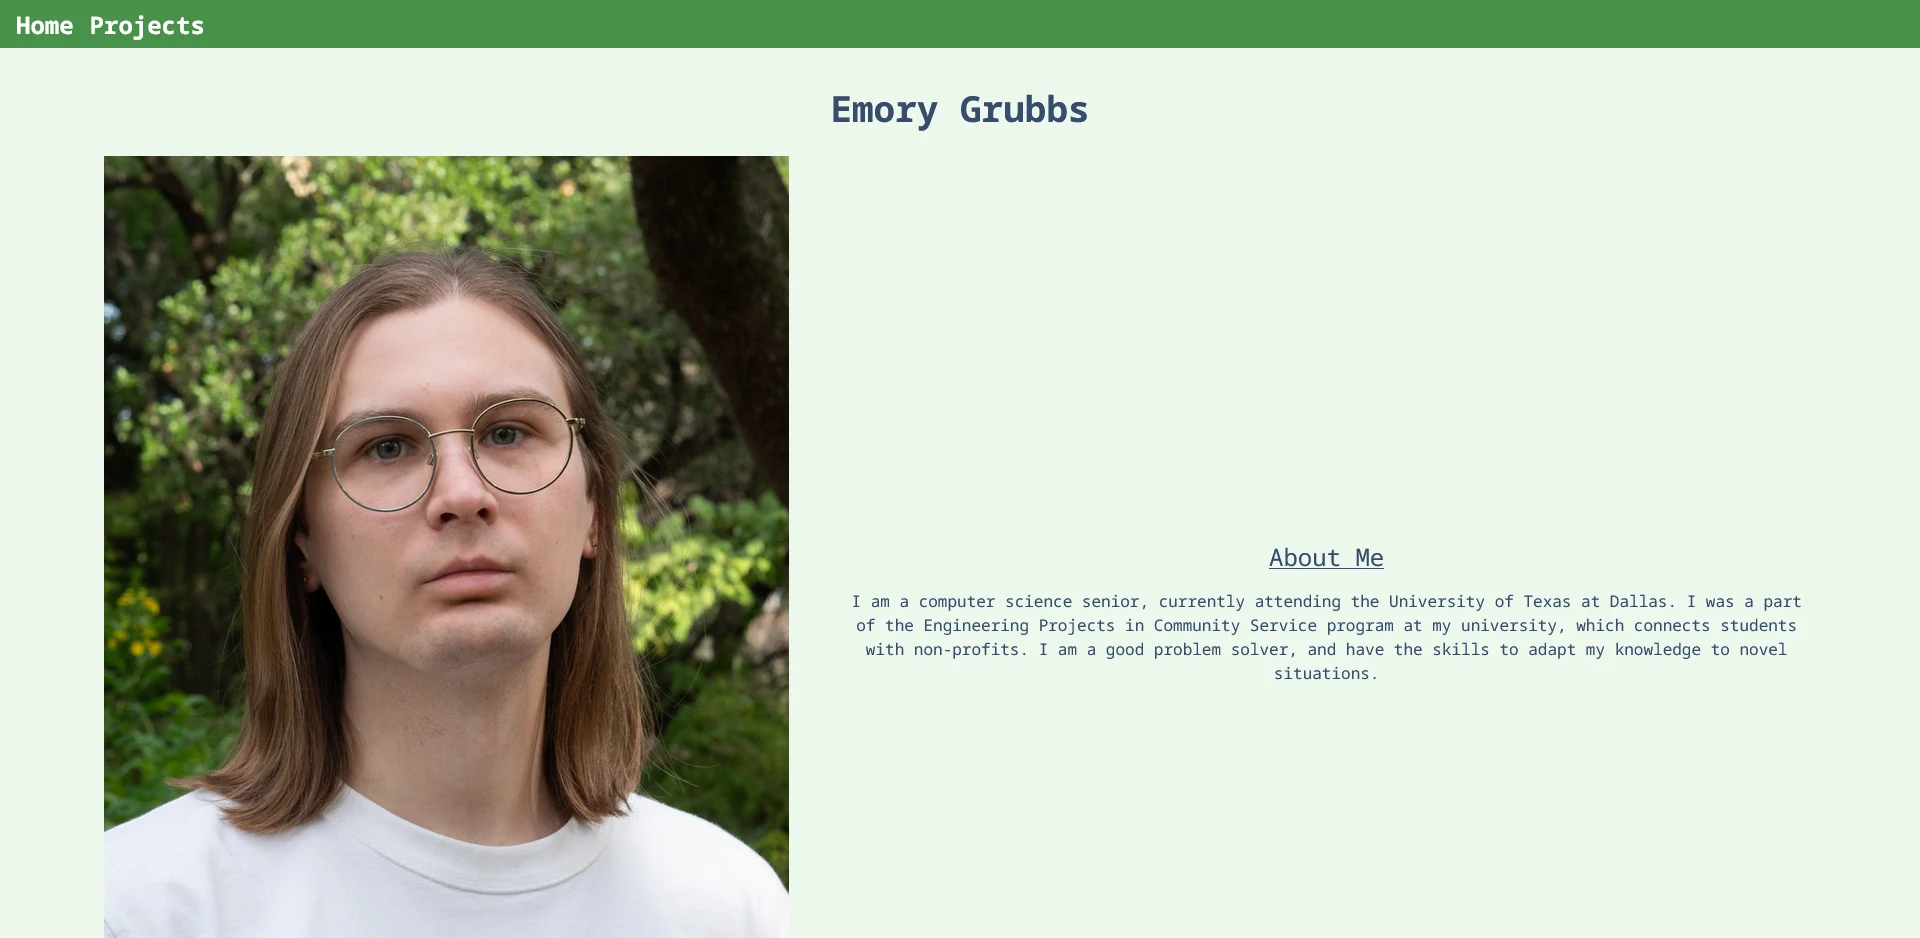 Home Projects
Emory Grubbs
About Me
I am a computer science senior, currently attending the University of Texas at Dallas. I was a part
of the Engineering Projects in Community Service program at my university, which connects students
with non-profits. I am a good problem solver, and have the skills to adapt my knowledge to novel
situations.